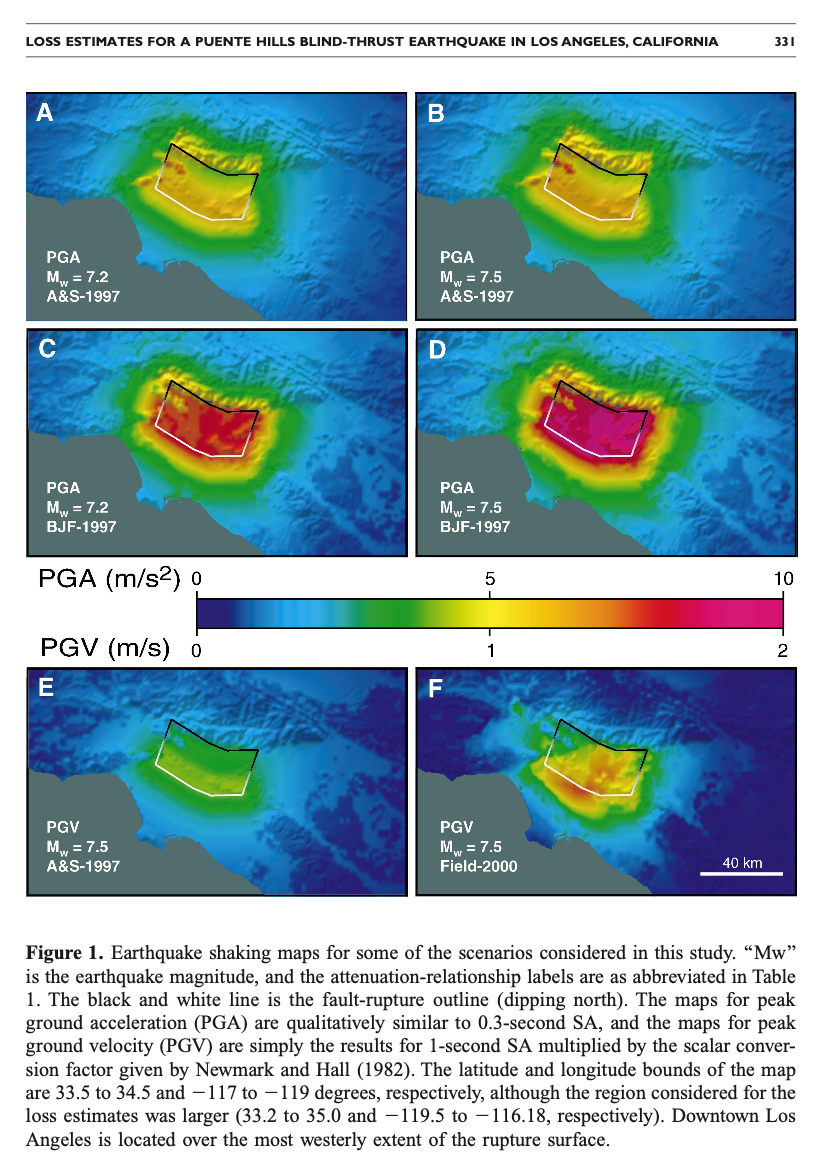 LOSS ESTIMATES FOR A PUENTE HILLS BLIND-THRUST EARTHQUAKE IN LOS ANGELES, CALIFORNIA 331
A
PGA
Mw = 7.2
A&S-1997
B
PGA
Mw = 7.5
A&S-1997
C
PGA
Mw = 7.2
BJF-1997
D
PGA
Mw = 7.5
BJF-1997
PGA (m/s2) 0 5 10
PGV (m/s) 0 1 2
E
PGV
Mw = 7.5
A&S-1997
F
PGV
Mw = 7.5
Field-2000
40 km
Figure 1. Earthquake shaking maps for some of the scenarios considered in this study. “Mw”
is the earthquake magnitude, and the attenuation-relationship labels are as abbreviated in Table
1. The black and white line is the fault-rupture outline (dipping north). The maps for peak
ground acceleration (PGA) are qualitatively similar to 0.3-second SA, and the maps for peak
ground velocity (PGV) are simply the results for 1-second SA multiplied by the scalar conver-
sion factor given by Newmark and Hall (1982). The latitude and longitude bounds of the map
are 33.5 to 34.5 and −117 to −119 degrees, respectively, although the region considered for the
loss estimates was larger (33.2 to 35.0 and −119.5 to −116.18, respectively). Downtown Los
Angeles is located over the most westerly extent of the rupture surface.